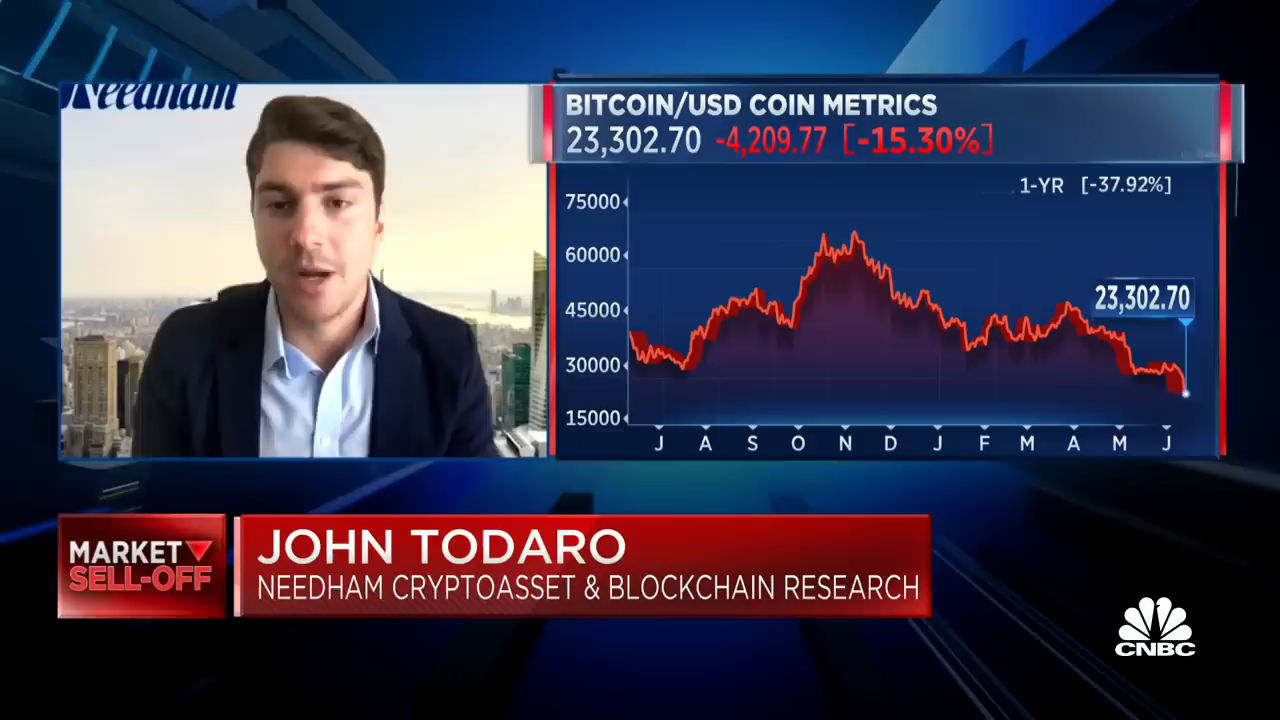 Needham
BITCOIN/USD COIN METRICS
23,302.70 -4,209.77 [-15.30%]
1-YR [-37.92%]
75000
60000
45000
30000
15000
23,302.70
J A S O N D J F M A M J
MARKET
SELL-OFF
JOHN TODARO
NEEDHAM CRYPTOASSET & BLOCKCHAIN RESEARCH
CNBC